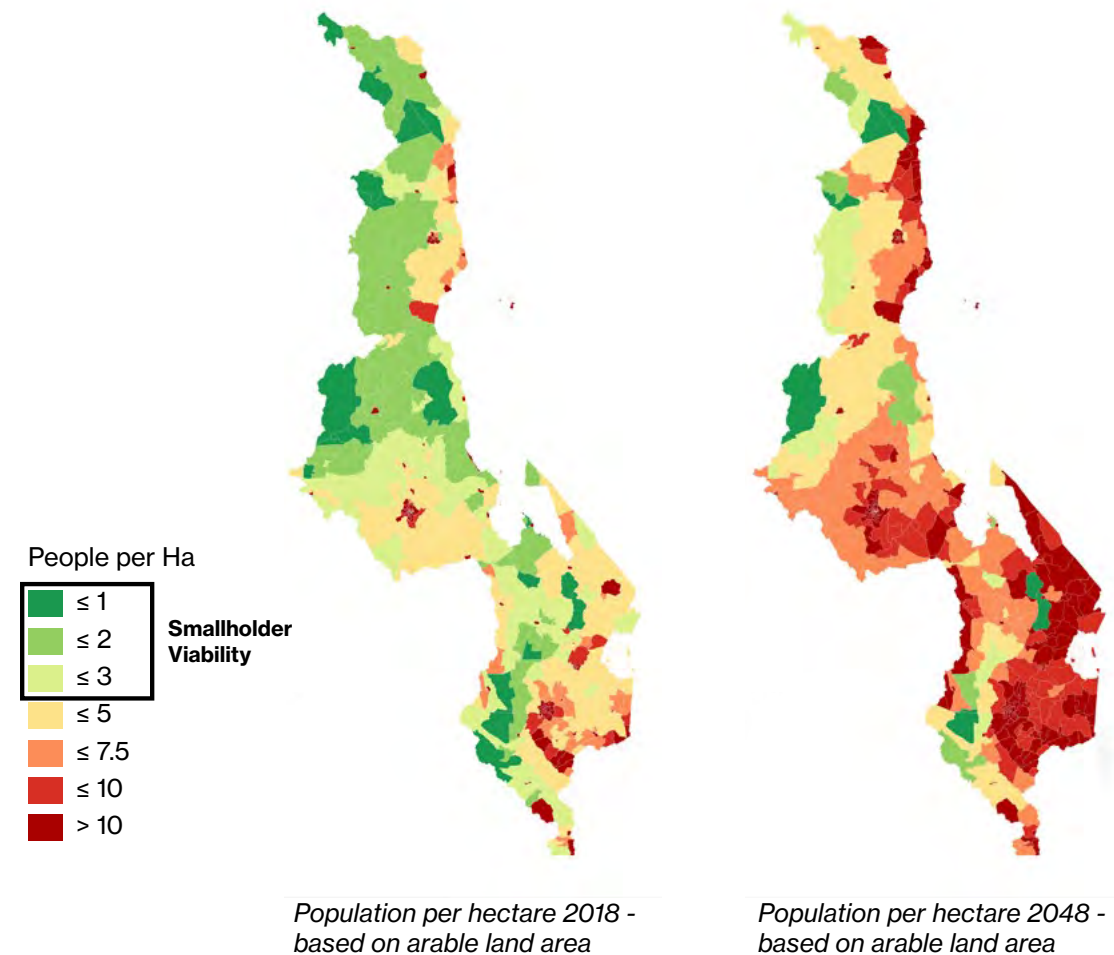 People per Ha
≤ 1
≤ 2
≤ 3
≤ 5
≤ 7.5
≤ 10
> 10
Smallholder
Viability
Population per hectare 2018 -
based on arable land area
Population per hectare 2048 -
based on arable land area